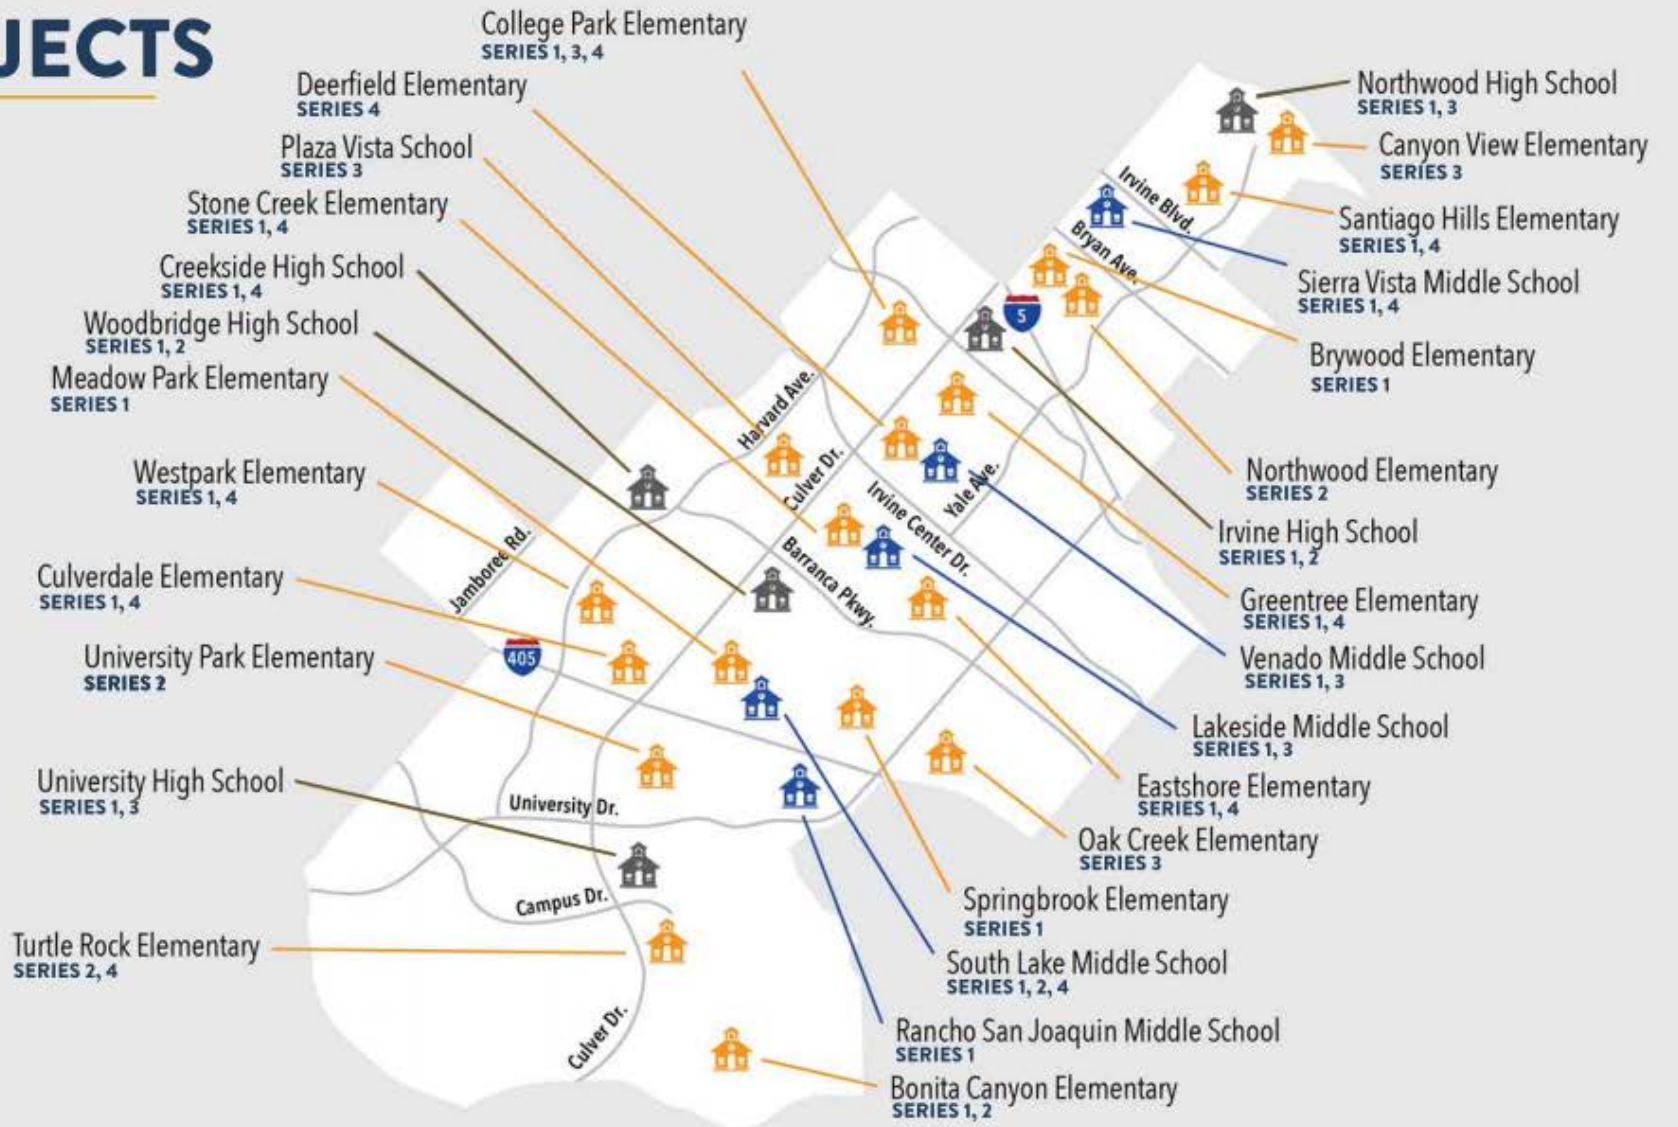 JECTS
College Park Elementary
SERIES 1, 3, 4
Deerfield Elementary
SERIES 4
Plaza Vista School
SERIES 3
Stone Creek Elementary
SERIES 1, 4
Creekside High School
SERIES 1, 4
Woodbridge High School
SERIES 1, 2
Meadow Park Elementary
SERIES 1
Westpark Elementary
SERIES 1, 4
Culverdale Elementary
SERIES 1, 4
University Park Elementary
SERIES 2
University High School
SERIES 1, 3
Turtle Rock Elementary
SERIES 2, 4
Northwood High School
SERIES 1, 3
Canyon View Elementary
SERIES 3
Santiago Hills Elementary
SERIES 1, 4
Sierra Vista Middle School
SERIES 1, 4
Brywood Elementary
SERIES 1
Northwood Elementary
SERIES 2
Irvine High School
SERIES 1, 2
Greentree Elementary
SERIES 1, 4
Venado Middle School
SERIES 1, 3
Lakeside Middle School
SERIES 1, 3
Eastshore Elementary
SERIES 1, 4
Oak Creek Elementary
SERIES 3
Springbrook Elementary
SERIES 1
South Lake Middle School
SERIES 1, 2, 4
Rancho San Joaquin Middle School
SERIES 1
Bonita Canyon Elementary
SERIES 1, 2
Irvine Blvd.
Bryan Ave.
5
Harvard Ave.
Culver Dr.
Yale Ave.
Irvine Center Dr.
Barranca Pkwy.
Jamboree Rd.
405
University Dr.
Campus Dr.
Culver Dr.